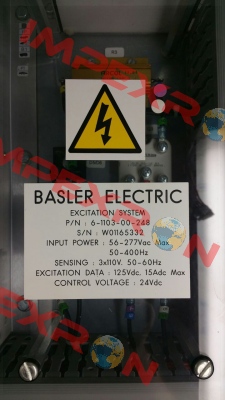 BASLER ELECTRIC
EXCITATION SYSTEM
P/N : 6-1103-00-248
S/N : W01165332
INPUT POWER : 56-277Vac Max
50-400Hz
SENSING : 3x110V. 50-60Hz
EXCITATION DATA : 125Vdc. 15Adc Max
CONTROL VOLTAGE : 24Vdc
IMPEXRON